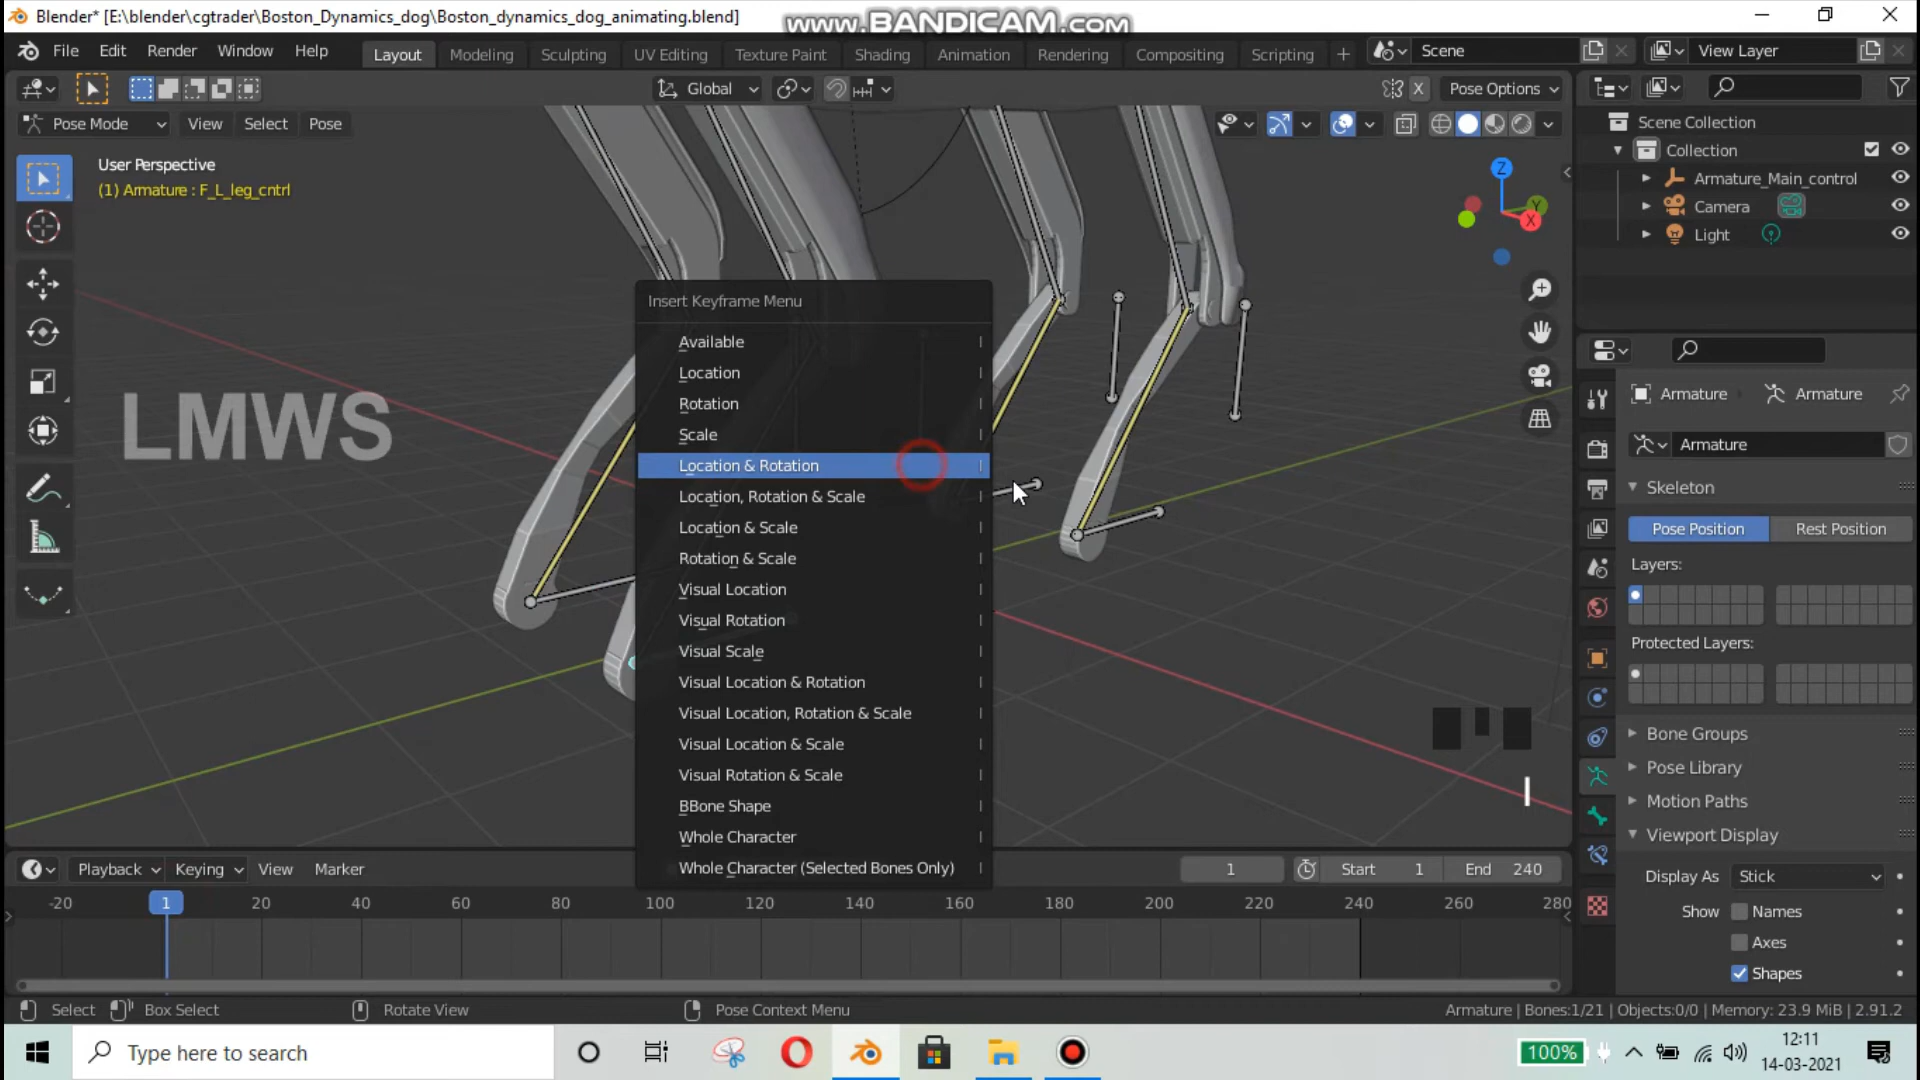 Blender* [E:\blender\cgtrader\Boston_Dynamics_dog\Boston_dynamics_dog_animating.blend]
www.BANDICAM.com
File Edit Render Window Help
Layout Modeling Sculpting UV Editing Texture Paint Shading Animation Rendering Compositing Scripting +
Scene
View Layer
Global
X
Pose Options
Pose Mode View Select Pose
User Perspective
(1) Armature : F_L_leg_cntrl
Z
Y
X
Scene Collection
Collection
Armature_Main_control
Camera
Light
LMWS
Insert Keyframe Menu
Available I
Location I
Rotation I
Scale I
Location & Rotation I
Location, Rotation & Scale I
Location & Scale I
Rotation & Scale I
Visual Location I
Visual Rotation I
Visual Scale I
Visual Location & Rotation I
Visual Location, Rotation & Scale I
Visual Location & Scale I
Visual Rotation & Scale I
BBone Shape I
Whole Character I
Whole Character (Selected Bones Only) I
I
Armature Armature
Armature
Skeleton
Pose Position Rest Position
Layers:
Protected Layers:
Bone Groups
Pose Library
Motion Paths
Viewport Display
Display As Stick
Show Names
Axes
Shapes
Playback Keying View Marker
1 Start 1 End 240
-20 1 20 40 60 80 100 120 140 160 180 200 220 240 260 280
Select Box Select Rotate View Pose Context Menu
Armature | Bones:1/21 | Objects:0/0 | Memory: 23.9 MiB | 2.91.2
Type here to search
100%
12:11
14-03-2021